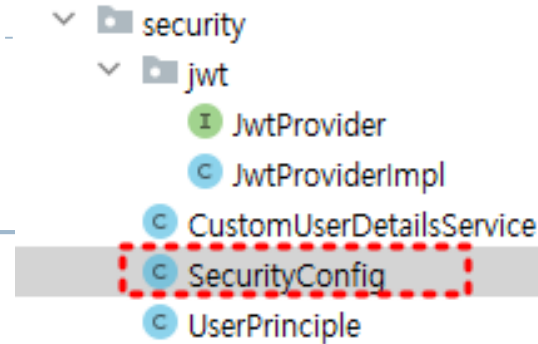 security
jwt
I JwtProvider
C JwtProviderImpl
C CustomUserDetailsService
C SecurityConfig
C UserPrinciple